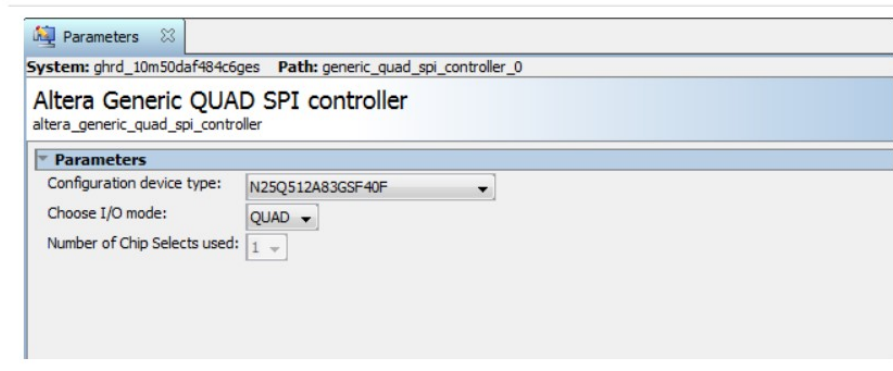 Parameters
System: ghrd_10m50daf484c6ges Path: generic_quad_spi_controller_0
Altera Generic QUAD SPI controller
altera_generic_quad_spi_controller
Parameters
Configuration device type: N25Q512A83GSF40F
Choose I/O mode: QUAD
Number of Chip Selects used: 1